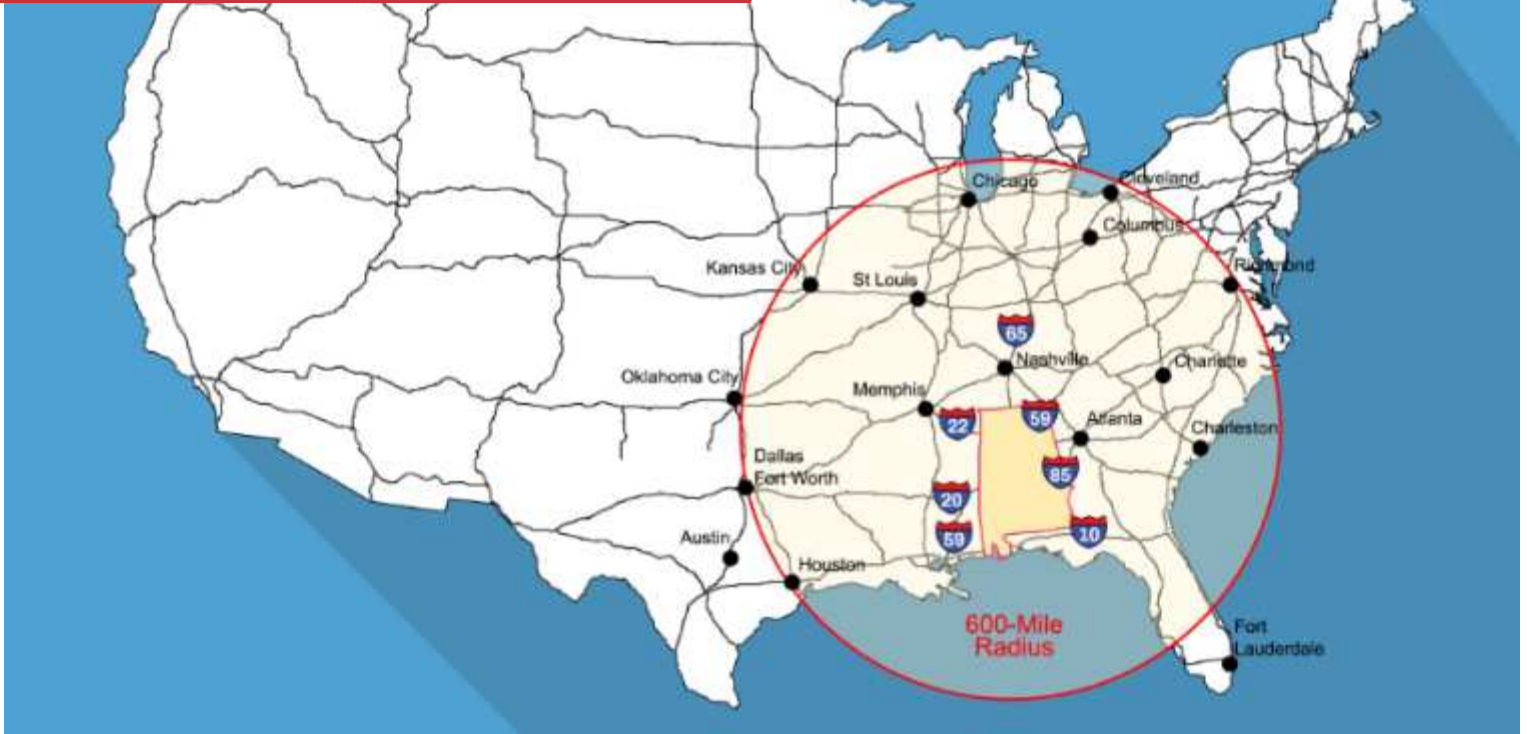 Chicago
Cleveland
Columbus
Kansas City
St Louis
Richmond
65
Nashville
Charlotte
Oklahoma City
Memphis
22
59
Atlanta
Charleston
Dallas
Fort Worth
85
20
59
10
Austin
Houston
600-Mile
Radius
Fort
Lauderdale